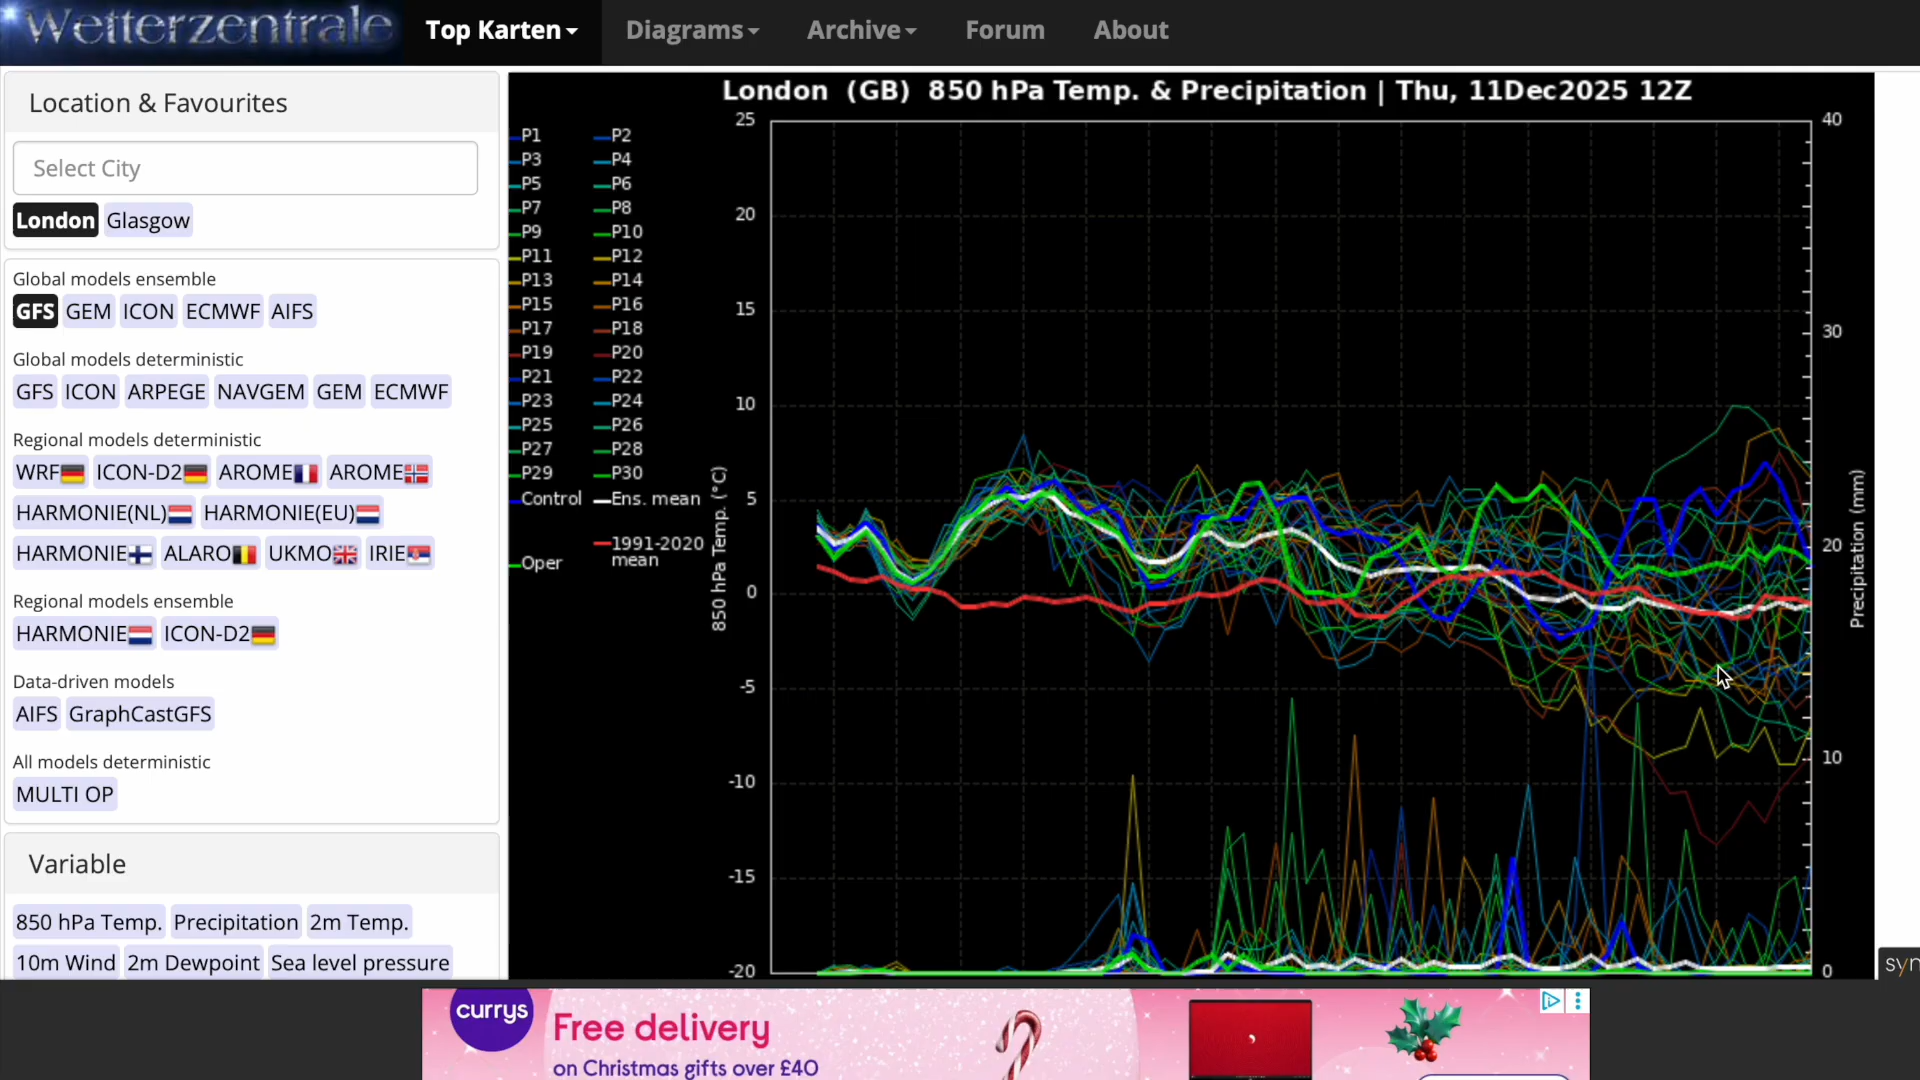 Wetterzentrale
Top Karten
Diagrams
Archive
Forum
About
Location & Favourites
Select City
London Glasgow
Global models ensemble
GFS GEM ICON ECMWF AIFS
Global models deterministic
GFS ICON ARPEGE NAVGEM GEM ECMWF
Regional models deterministic
WRF ICON-D2 AROME AROME
HARMONIE(NL) HARMONIE(EU)
HARMONIE ALARO UKMO IRIE
Regional models ensemble
HARMONIE ICON-D2
Data-driven models
AIFS GraphCastGFS
All models deterministic
MULTI OP
Variable
850 hPa Temp. Precipitation 2m Temp.
10m Wind 2m Dewpoint Sea level pressure
London (GB) 850 hPa Temp. & Precipitation | Thu, 11Dec2025 12Z
P1 P2
P3 P4
P5 P6
P7 P8
P9 P10
P11 P12
P13 P14
P15 P16
P17 P18
P19 P20
P21 P22
P23 P24
P25 P26
P27 P28
P29 P30
Control Ens. mean
1991-2020
mean
Oper
850 hPa Temp. (°C)
25
20
15
10
5
0
-5
-10
-15
-20
40
30
20
10
0
Precipitation (mm)
syn
currys
Free delivery
on Christmas gifts over £40